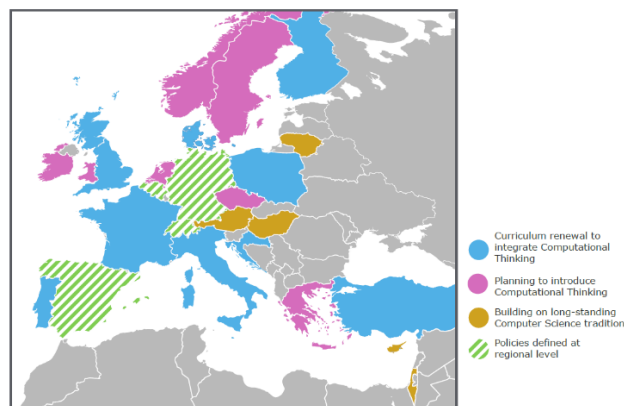 Curriculum renewal to
integrate Computational
Thinking
Planning to introduce
Computational Thinking
Building on long-standing
Computer Science tradition
Policies defined at
regional level